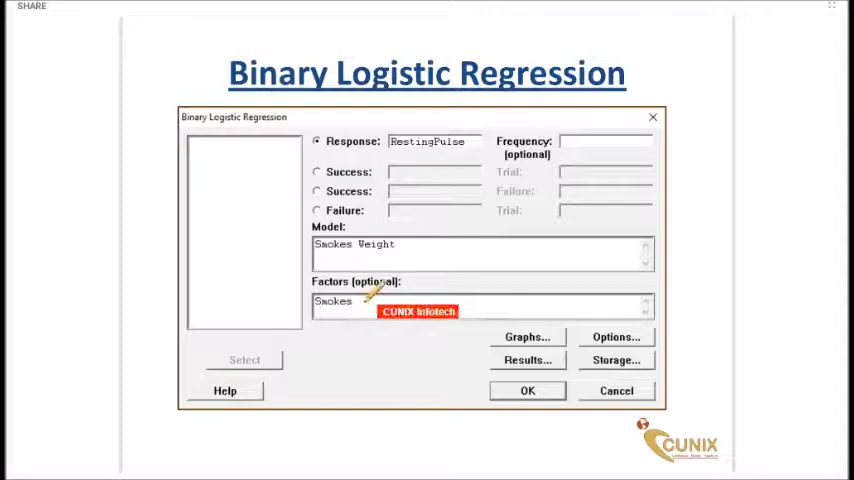 SHARE
Binary Logistic Regression
Binary Logistic Regression
Response: RestingPulse Frequency:
(optional)
Success: Trial:
Success: Failure:
Failure: Trial:
Model:
Smokes Weight
Factors (optional):
Smokes
CUNIX Infotech
Graphs... Options...
Select Results... Storage...
Help OK Cancel
CUNIX